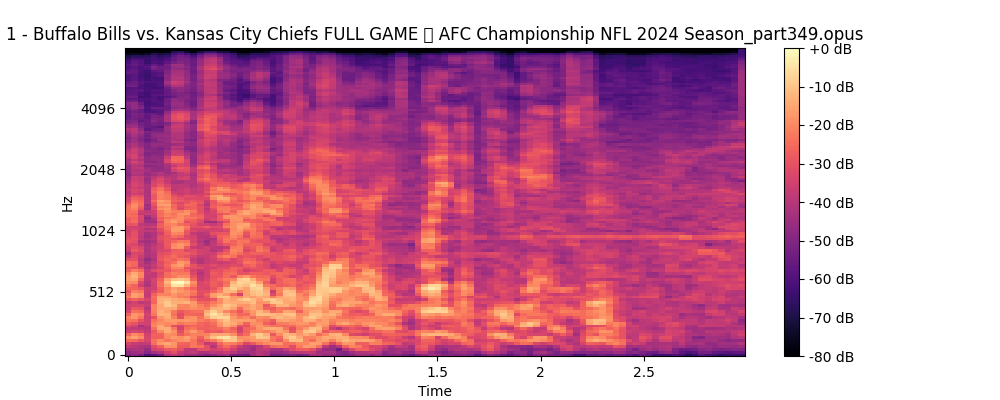 1 - Buffalo Bills vs. Kansas City Chiefs FULL GAME ▯ AFC Championship NFL 2024 Season_part349.opus
+0 dB
-10 dB
-20 dB
-30 dB
-40 dB
-50 dB
-60 dB
-70 dB
-80 dB
4096
2048
1024
512
0
Hz
0
0.5
1
1.5
2
2.5
Time